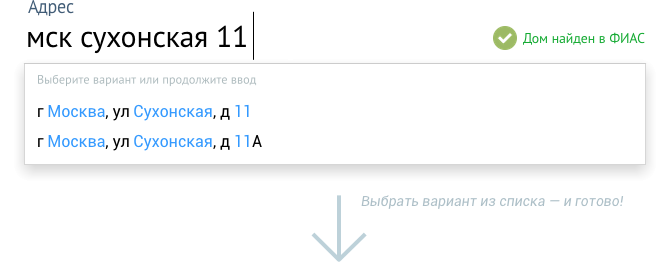 Адрес
мск сухонская 11
Дом найден в ФИАС
Выберите вариант или продолжите ввод
г Москва, ул Сухонская, д 11
г Москва, ул Сухонская, д 11А
Выбрать вариант из списка — и готово!